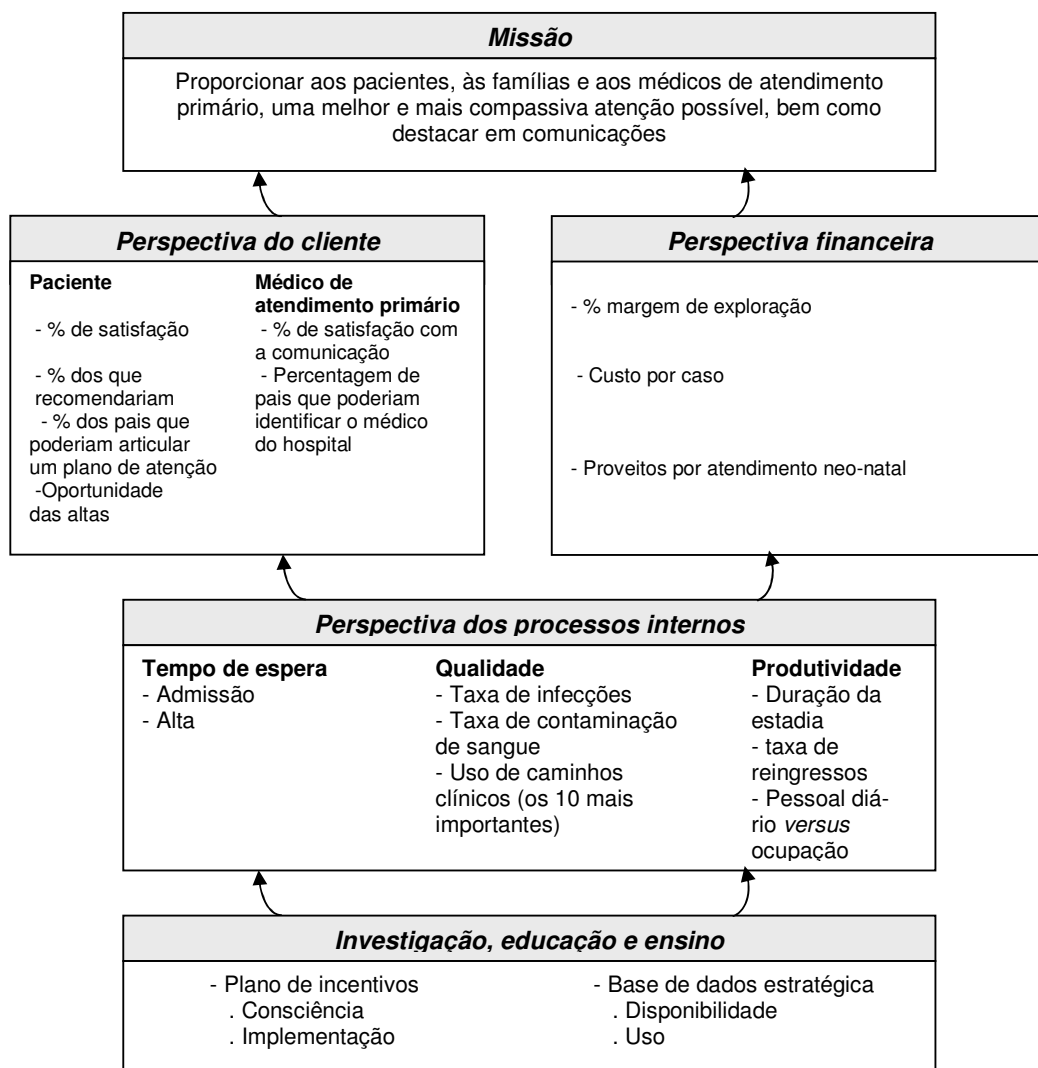 Missão
Proporcionar aos pacientes, às famílias e aos médicos de atendimento
primário, uma melhor e mais compassiva atenção possível, bem como
destacar em comunicações
Perspectiva do cliente
Paciente
- % de satisfação
- % dos que
recomendariam
- % dos pais que
poderiam articular
um plano de atenção
-Oportunidade
das altas
Médico de
atendimento primário
- % de satisfação com
a comunicação
- Percentagem de
pais que poderiam
identificar o médico
do hospital
Perspectiva financeira
- % margem de exploração
- Custo por caso
- Proveitos por atendimento neo-natal
Perspectiva dos processos internos
Tempo de espera
- Admissão
- Alta
Qualidade
- Taxa de infecções
- Taxa de contaminação
de sangue
- Uso de caminhos
clínicos (os 10 mais
importantes)
Produtividade
- Duração da
estadia
- taxa de
reingressos
- Pessoal diá-
rio versus
ocupação
Investigação, educação e ensino
- Plano de incentivos
. Consciência
. Implementação
- Base de dados estratégica
. Disponibilidade
. Uso